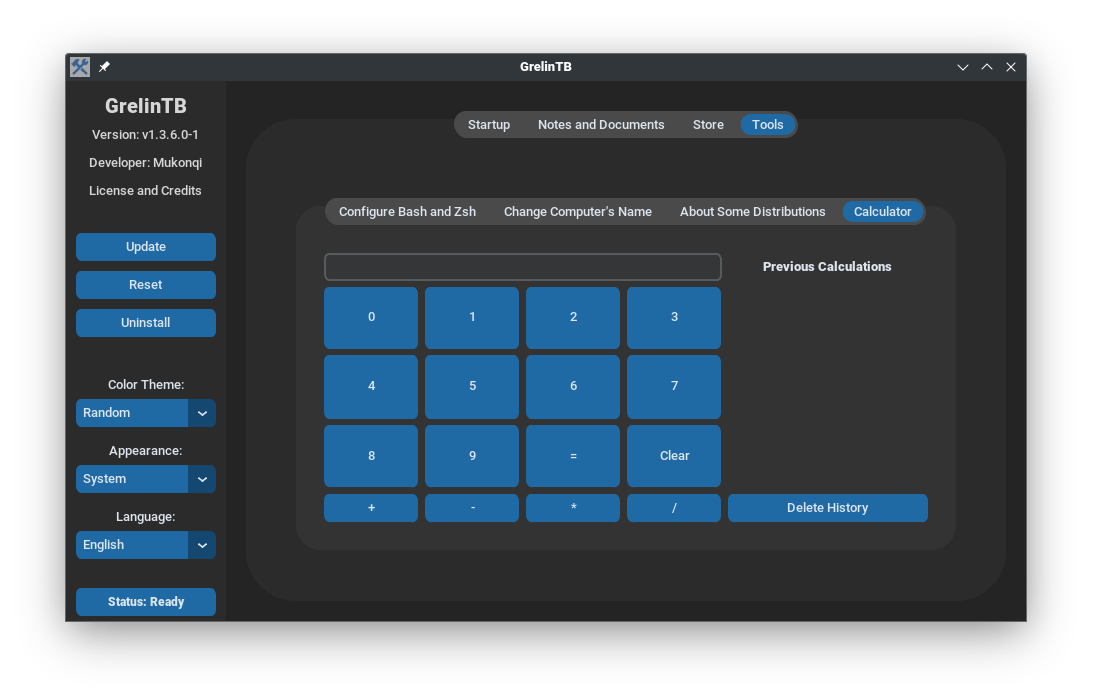 GrelinTB
GrelinTB
Version: v1.3.6.0-1
Developer: Mukonqi
License and Credits
Update
Reset
Uninstall
Color Theme:
Random
Appearance:
System
Language:
English
Status: Ready
Startup Notes and Documents Store Tools
Configure Bash and Zsh Change Computer's Name About Some Distributions Calculator
Previous Calculations
0 1 2 3
4 5 6 7
8 9 = Clear
+ - * / Delete History